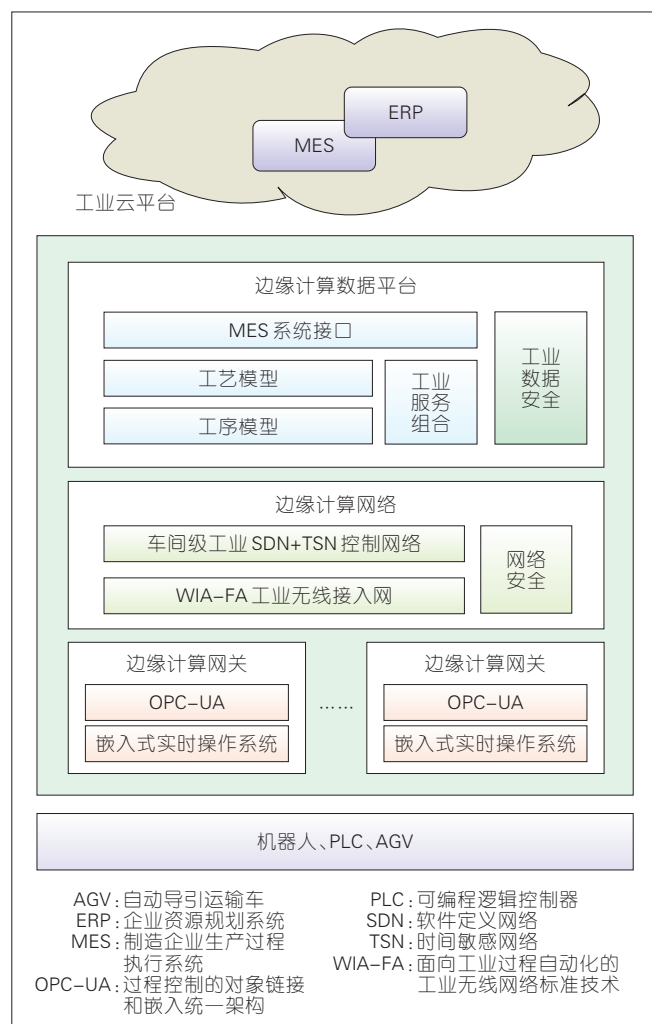 ERP
MES
工业云平台
边缘计算数据平台
MES 系统接口
工艺模型
工序模型
工业
服务
组合
工业
数据
安全
边缘计算网络
车间级工业 SDN+TSN 控制网络
WIA-FA 工业无线接入网
网络
安全
边缘计算网关
OPC-UA
嵌入式实时操作系统
……
边缘计算网关
OPC-UA
嵌入式实时操作系统
机器人、PLC、AGV
AGV:自动导引运输车
ERP:企业资源规划系统
MES:制造企业生产过程
执行系统
OPC-UA:过程控制的对象链接
和嵌入统一架构
PLC:可编程逻辑控制器
SDN:软件定义网络
TSN:时间敏感网络
WIA-FA:面向工业过程自动化的
工业无线网络标准技术